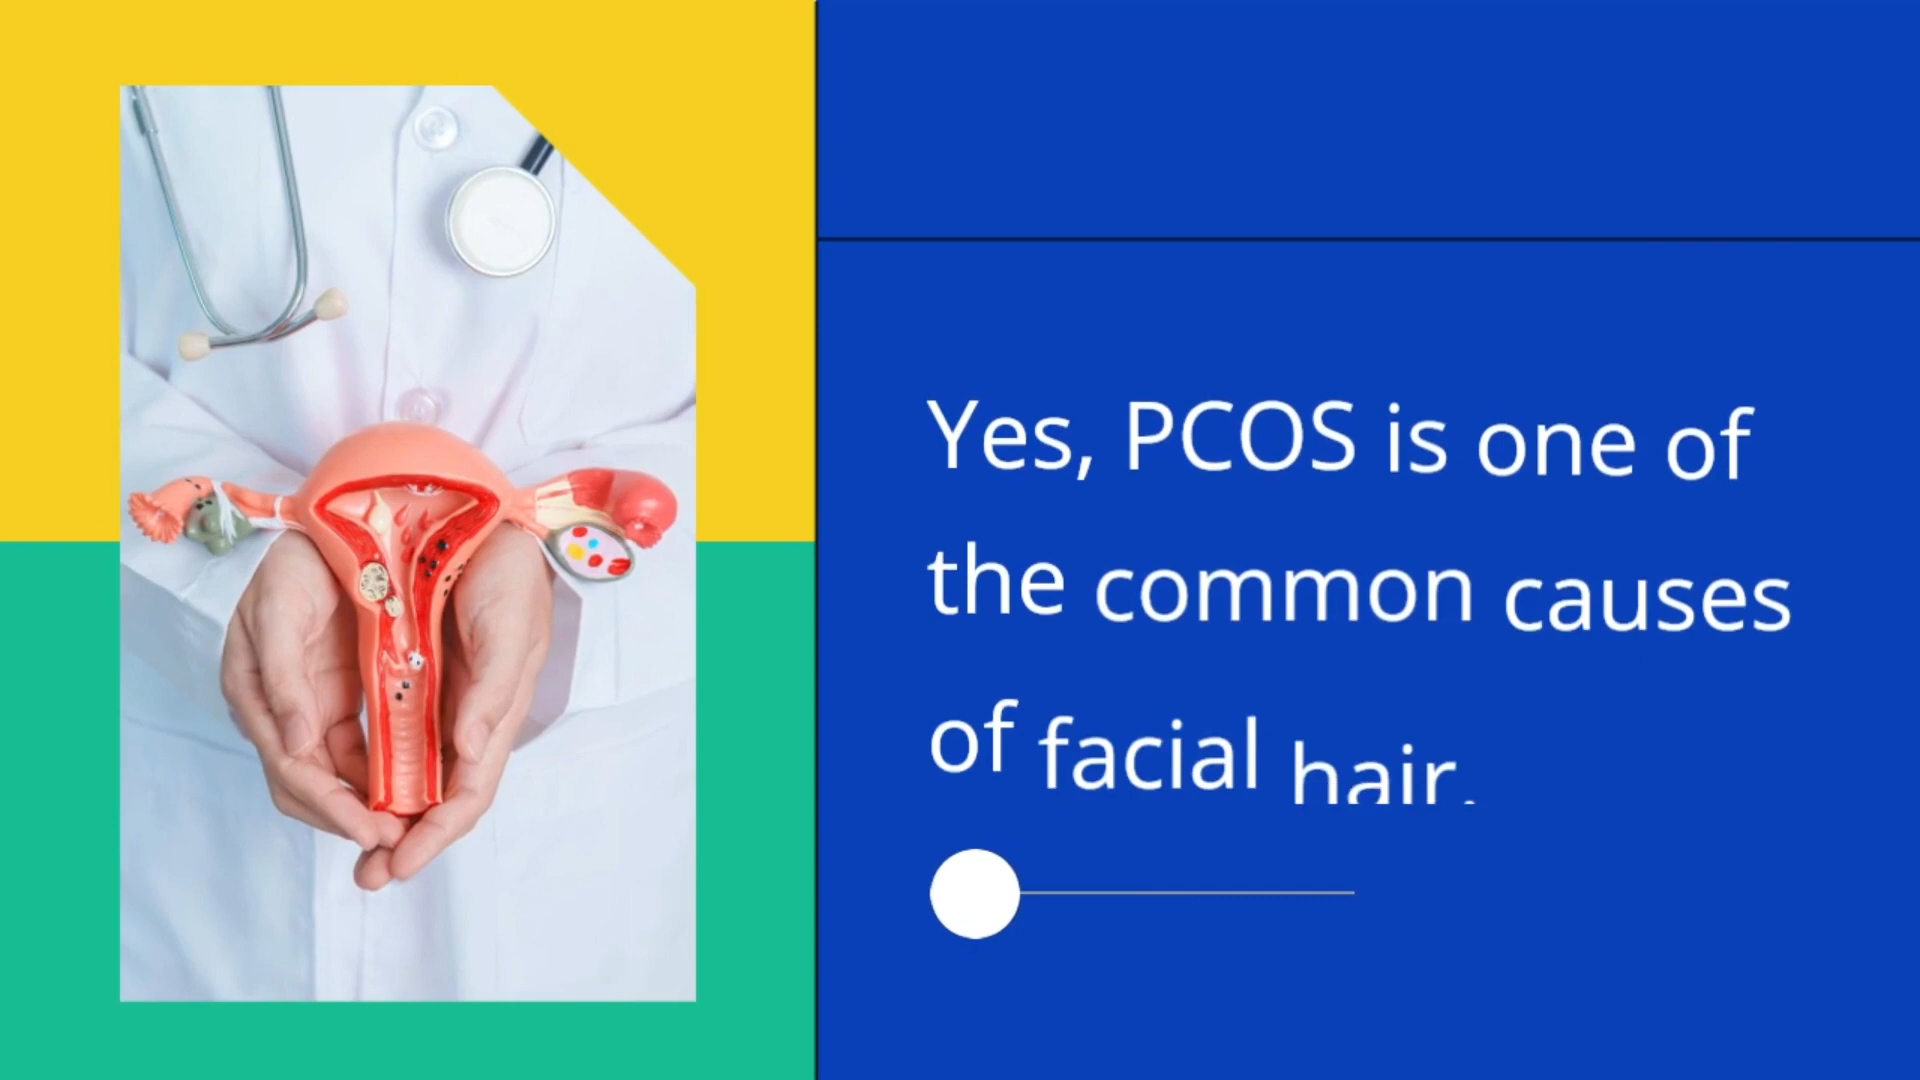 Yes, PCOS is one of
the common causes
of facial hair.